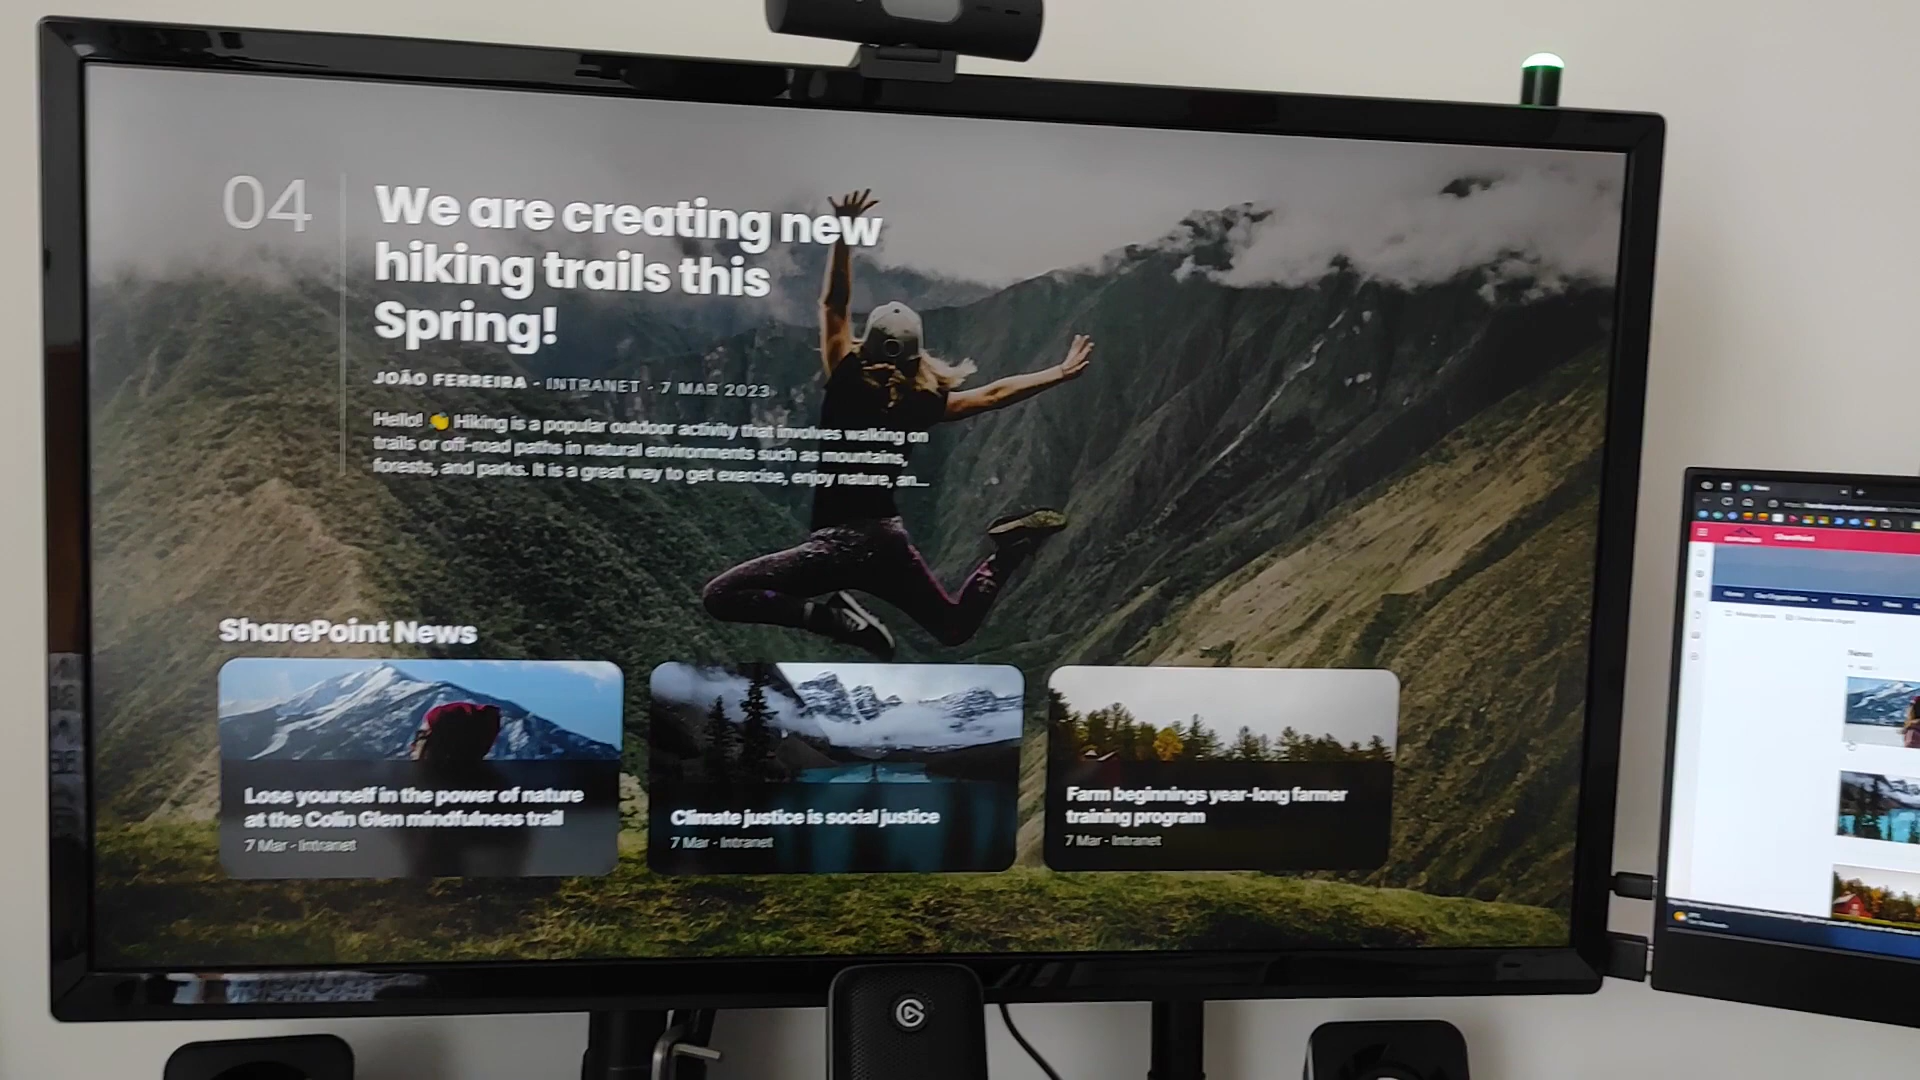 04
We are creating new
hiking trails this
Spring!
JOÃO FERREIRA - INTRANET - 7 MAR 2023
Hello! 👋 Hiking is a popular outdoor activity that involves walking on
trails or off-road paths in natural environments such as mountains,
forests, and parks. It is a great way to get exercise, enjoy nature, an...
SharePoint News
Lose yourself in the power of nature
at the Colin Glen mindfulness trail
7 Mar - Intranet
Climate justice is social justice
7 Mar - Intranet
Farm beginnings year-long farmer
training program
7 Mar - Intranet
SharePoint
Home
News
News